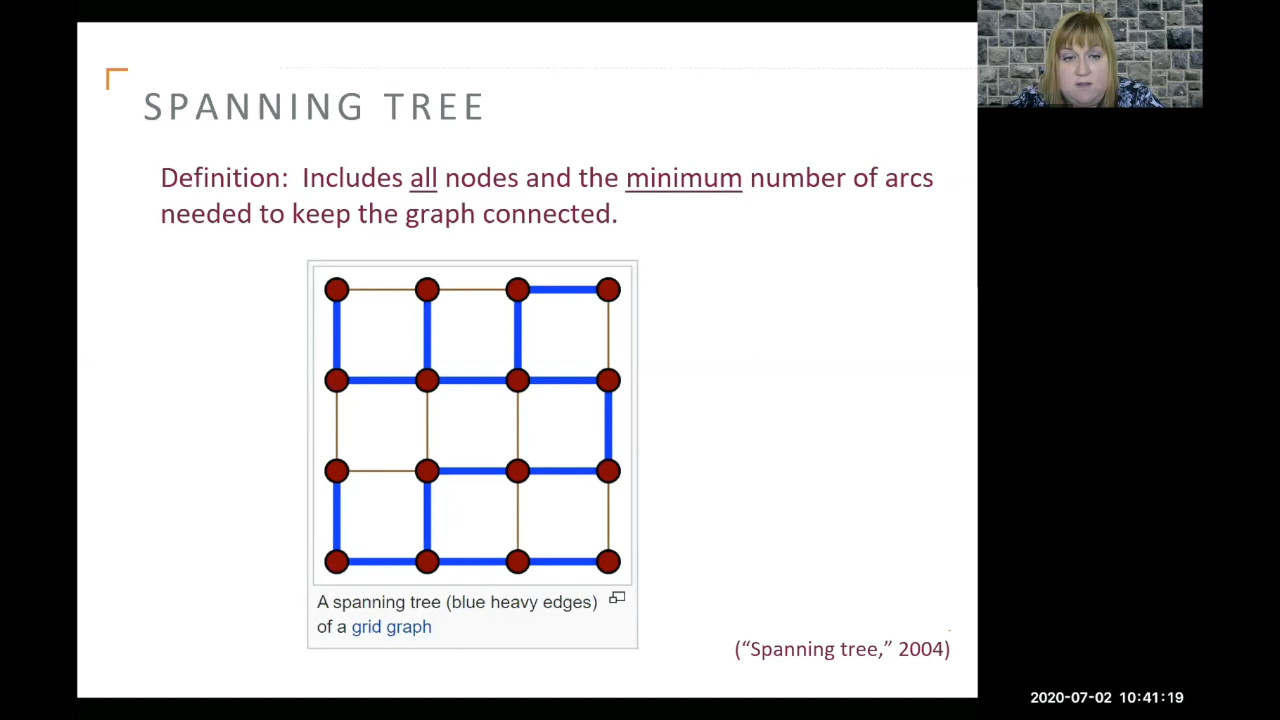 SPANNING TREE
Definition: Includes all nodes and the minimum number of arcs
needed to keep the graph connected.
A spanning tree (blue heavy edges)
of a grid graph
(“Spanning tree,” 2004)
2020-07-02 10:41:19